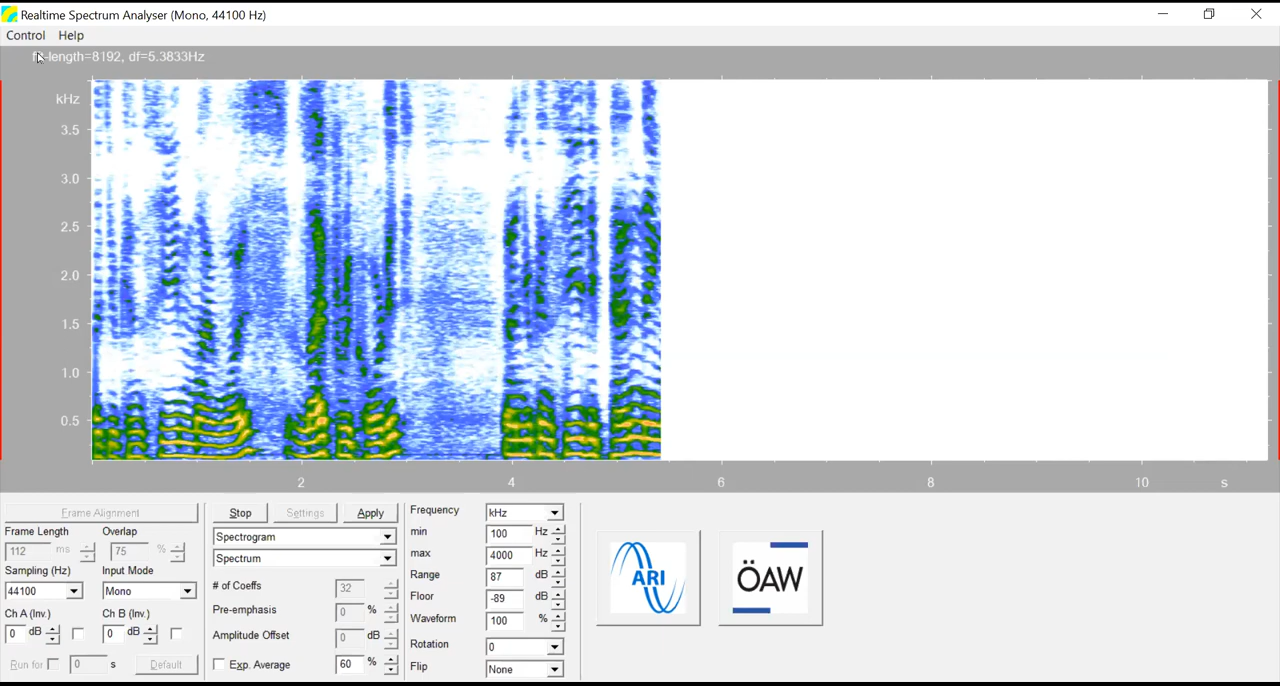 Realtime Spectrum Analyser (Mono, 44100 Hz)
Control Help
-length=8192, df=5.3833Hz
kHz
3.5
3.0
2.5
2.0
1.5
1.0
0.5
2 4 6 8 10 s
Frame Alignment
Frame Length Overlap
112 ms 75 %
Sampling (Hz) Input Mode
44100 Mono
Ch A (Inv.) Ch B (Inv.)
0 dB 0 dB
Run for 0 s Default
Stop Settings Apply
Spectrogram
Spectrum
# of Coeffs 32
Pre-emphasis 0 %
Amplitude Offset 0 dB
Exp. Average 60 %
Frequency kHz
min 100 Hz
max 4000 Hz
Range 87 dB
Floor -89 dB
Waveform 100 %
Rotation 0
Flip None
ARI
ÖAW